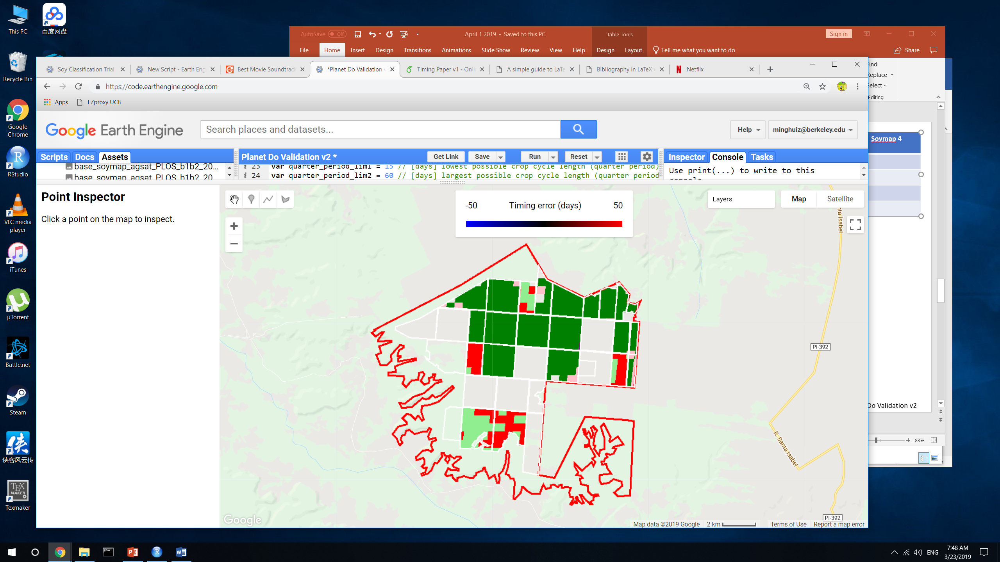 This PC
百度网盘
Recycle Bin
Google
Chrome
RStudio
VLC media
player
iTunes
µTorrent
Battle.net
Steam
侠客风云传
Texmaker
AutoSave Off
April 1 2019 - Saved to this PC
Table Tools
Sign in
File Home Insert Design Transitions Animations Slide Show Review View Help Design Layout Tell me what you want to do Share
Soy Classification Trial
New Script - Earth Eng
Best Movie Soundtrack
*Planet Do Validation v
Timing Paper v1 - Onli
A simple guide to LaTe
Bibliography in LaTeX
Netflix
https://code.earthengine.google.com
Apps
EZproxy UCB
Find
Replace
Select
Editing
Google Earth Engine
Search places and datasets...
Help
minghuiz@berkeley.edu
Scripts Docs Assets
base_soymap_agsat_PLOS_b1b2_20...
base_soymap_agsat_PLOS_b1b2_20
Planet Do Validation v2 *
Get Link
Save
Run
Reset
i 23 var quarter_period_lim1 = 15 // [days] lowest possible crop cycle length (quarter period)
i 24 var quarter_period_lim2 = 60 // [days] largest possible crop cycle length (quarter period
Inspector Console Tasks
Use print(...) to write to this
console
Soymap 4
Point Inspector
Click a point on the map to inspect.
-50 Timing error (days) 50
Layers
Map
Satellite
nta Isabel
PI-392
R. Santa Isabel
PI-392
Google
Map data ©2019 Google
2 km
Terms of Use
Report a map error
Do Validation v2
83%
侠
TEX
MAKER
ENG
7:48 AM
3/23/2019